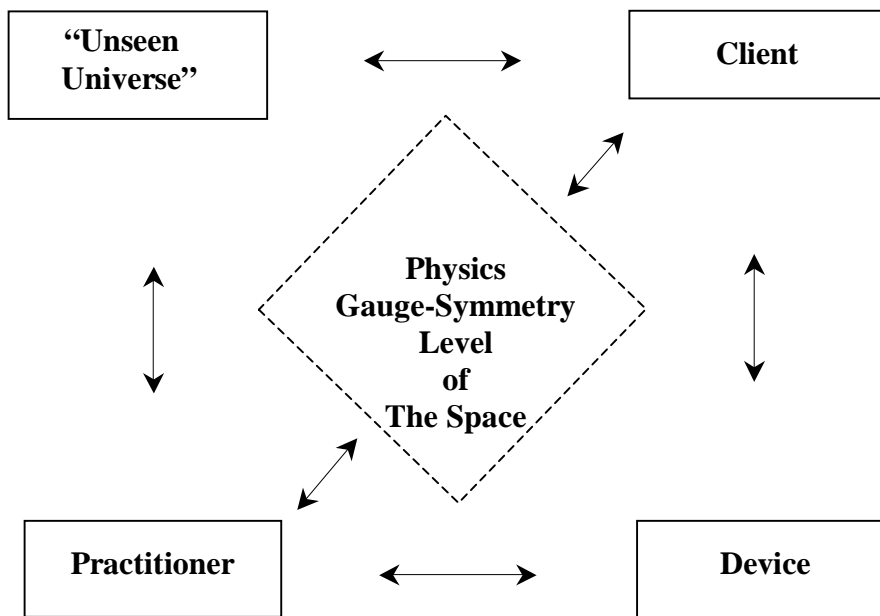 “Unseen
Universe”
Client
Physics
Gauge-Symmetry
Level
of
The Space
Practitioner
Device